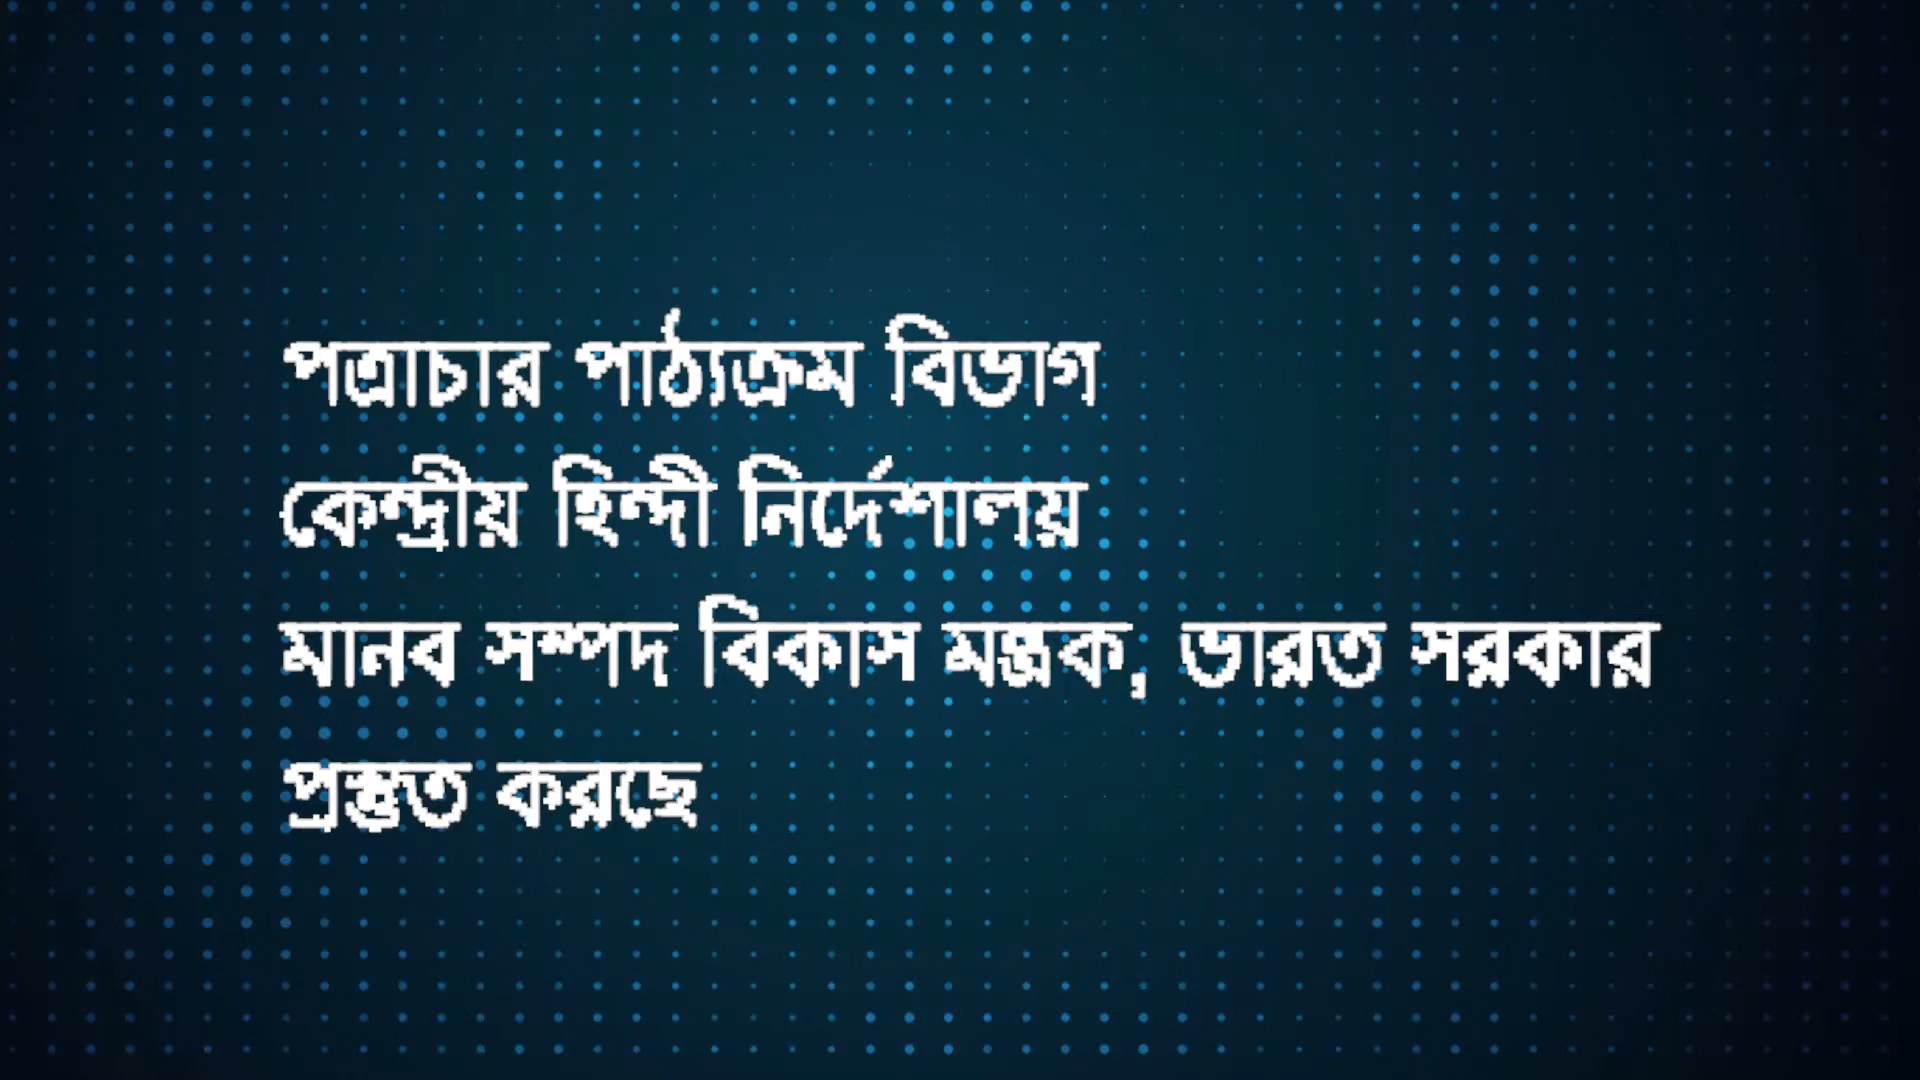 পত্রাচার পাঠ্যক্রম বিভাগ
কেন্দ্রীয় হিন্দী নির্দেশালয়
মানব সম্পদ বিকাস মন্ত্রক, ভারত সরকার
প্রস্তুত করছে